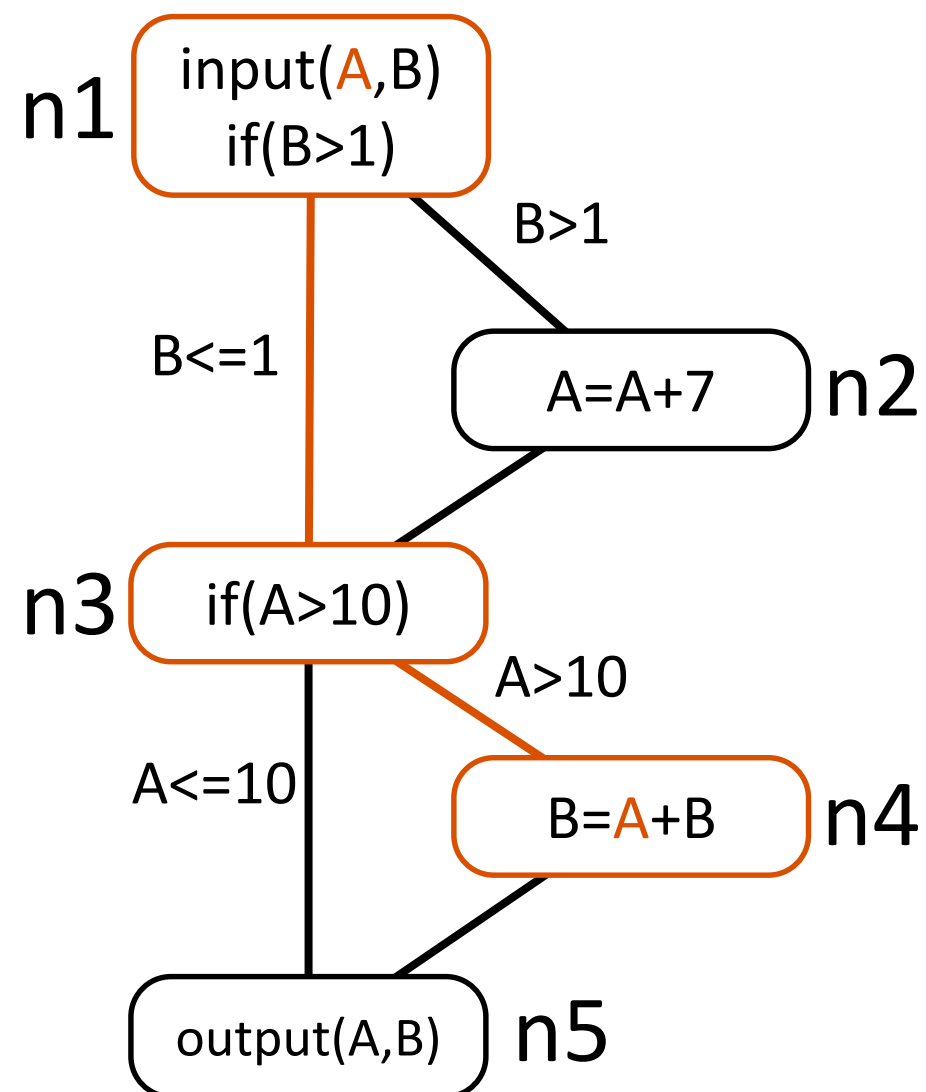 n1
input(A,B)
if(B>1)
B>1
B<=1
A=A+7
n2
n3
if(A>10)
A>10
A<=10
B=A+B
n4
output(A,B)
n5